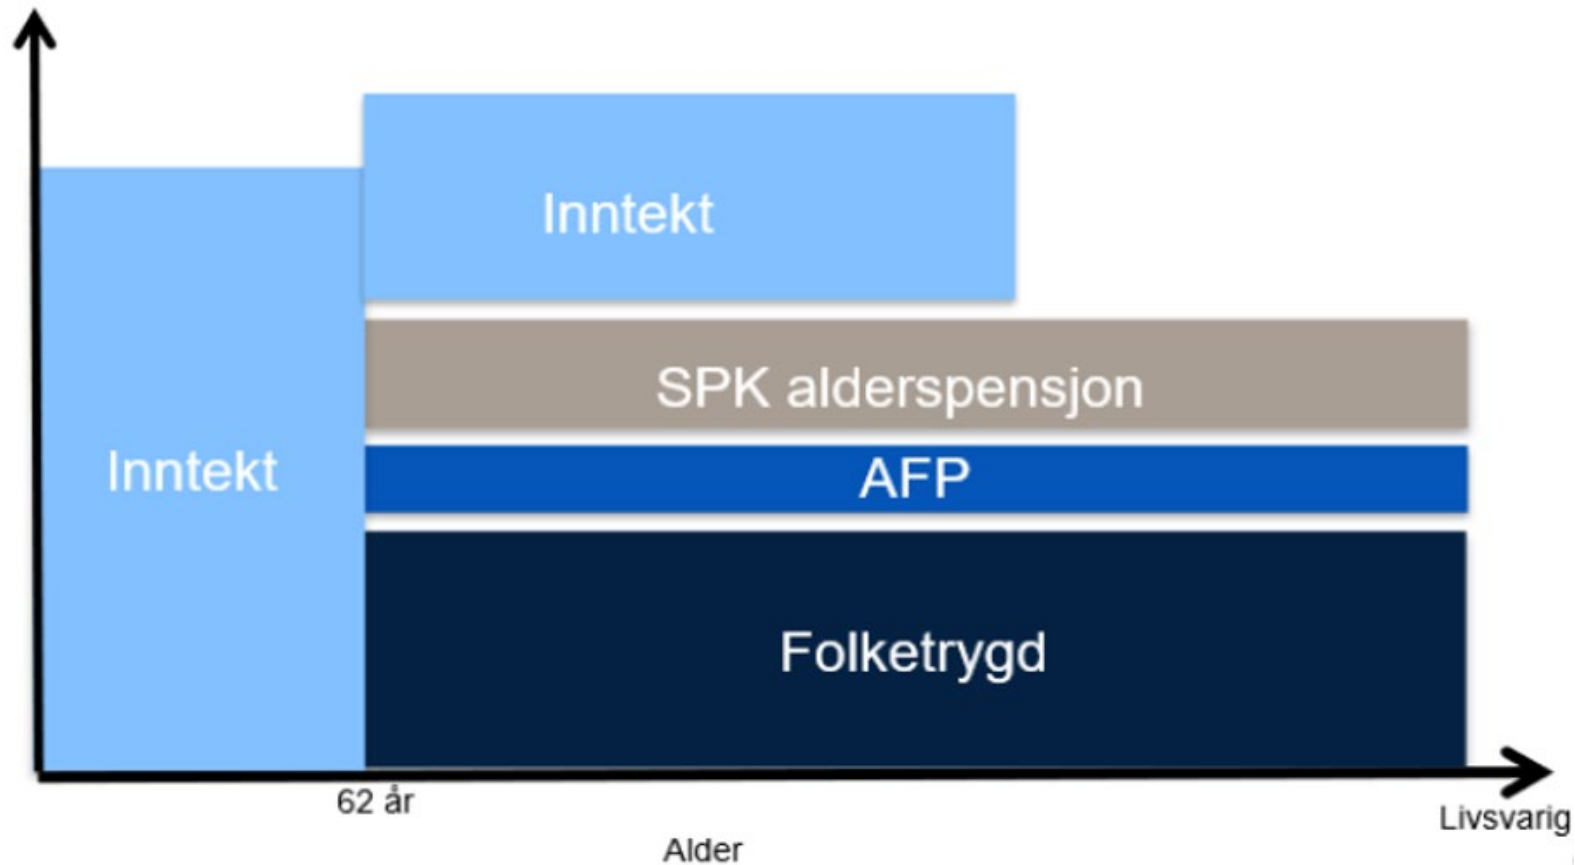 Inntekt
Inntekt
SPK alderspensjon
AFP
Folketrygd
62 år
Livsvarig
Alder